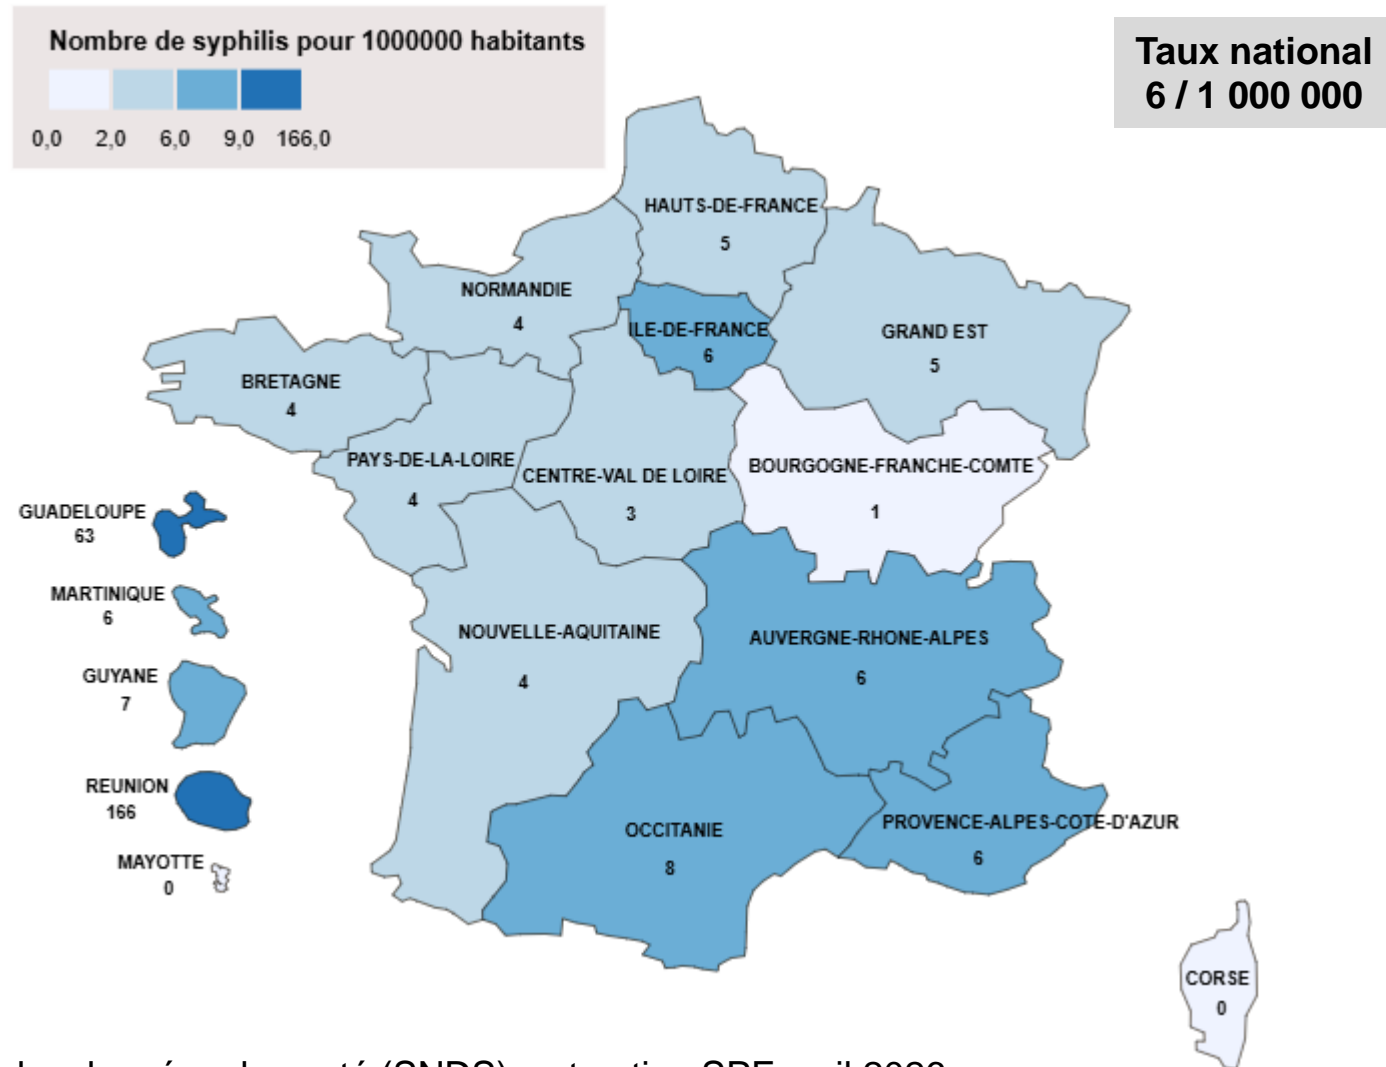 Nombre de syphilis pour 1000000 habitants
0,0 2,0 6,0 9,0 166,0
Taux national
6 / 1 000 000
HAUTS-DE-FRANCE
5
NORMANDIE
4
ILE-DE-FRANCE
6
GRAND EST
5
BRETAGNE
4
PAYS-DE-LA-LOIRE
4
CENTRE-VAL DE LOIRE
3
BOURGOGNE-FRANCHE-COMTE
1
GUADELOUPE
63
MARTINIQUE
6
GUYANE
7
REUNION
166
MAYOTTE
0
NOUVELLE-AQUITAINE
4
AUVERGNE-RHONE-ALPES
6
OCCITANIE
8
PROVENCE-ALPES-COTE-D'AZUR
6
CORSE
0
(SNDS)